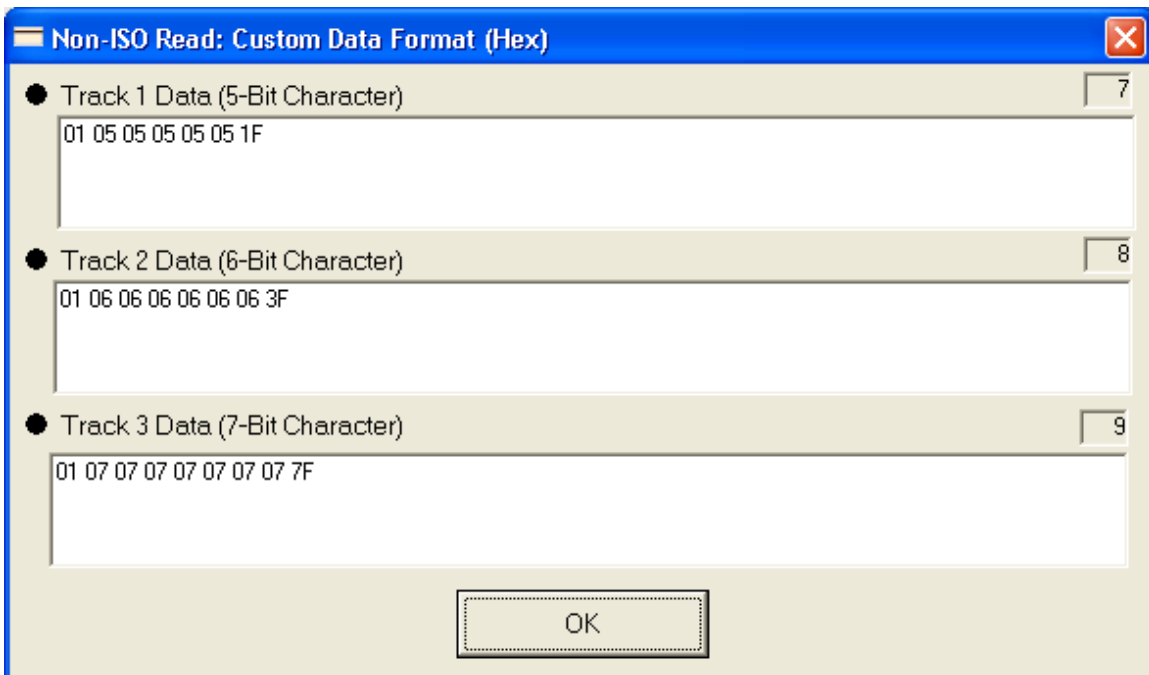 Non-ISO Read: Custom Data Format (Hex)
Track 1 Data (5-Bit Character) 7
01 05 05 05 05 05 1F
Track 2 Data (6-Bit Character) 8
01 06 06 06 06 06 06 3F
Track 3 Data (7-Bit Character) 9
01 07 07 07 07 07 07 07 7F
OK